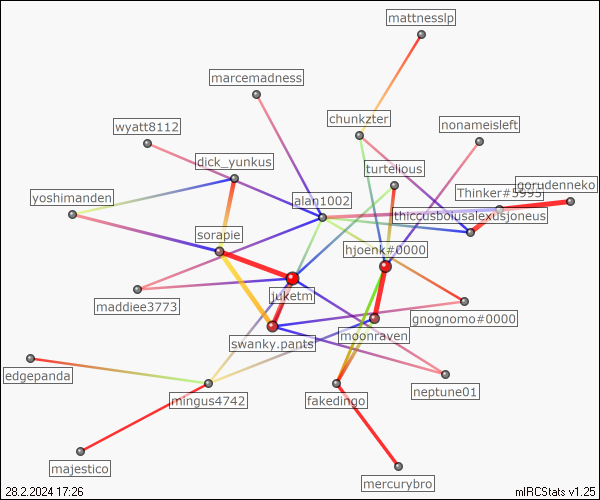 mattnesslp
marcemadness
chunkzter
nonameisleft
wyatt8112
dick_yunkus
turtelious
gorudenneko
Thinker#5995
yoshimanden
alan1002
thiccusboiusalexusjoneus
sorapie
hjoenk#0000
juketm
maddiee3773
gnognomo#0000
moonraven
swanky.pants
edgepanda
neptune01
mingus4742
fakedingo
majestico
mercurybro
28.2.2024 17:26
mIRCStats v1.25